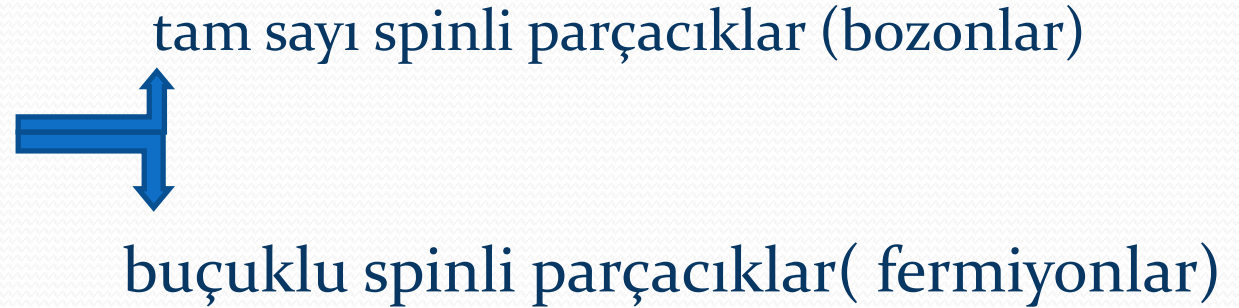 tam sayı spinli parçacıklar (bozonlar)
buçuklu spinli parçacıklar( fermiyonlar)